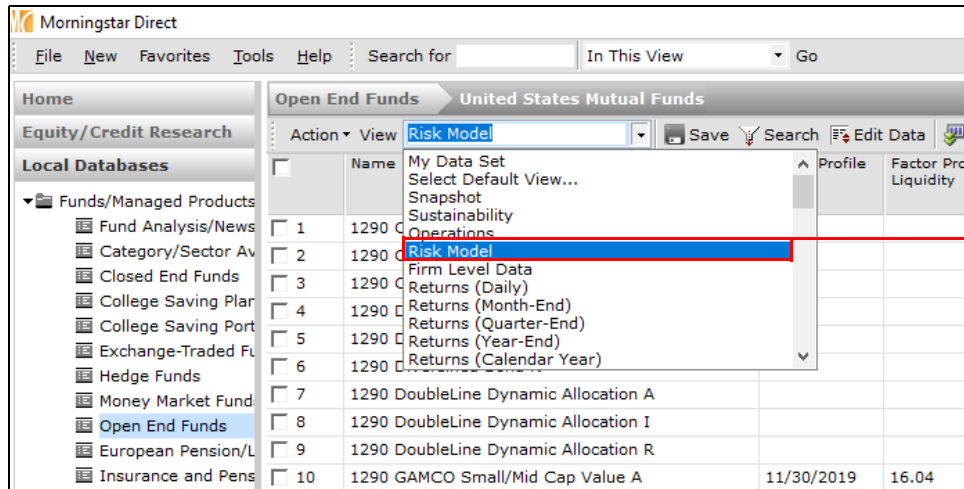 Morningstar Direct
File New Favorites Tools Help Search for In This View Go
Home
Equity/Credit Research
Local Databases
Funds/Managed Products
Fund Analysis/News
Category/Sector Av
Closed End Funds
College Saving Plan
College Saving Port
Exchange-Traded Fu
Hedge Funds
Money Market Fund
Open End Funds
European Pension/L
Insurance and Pens
Open End Funds United States Mutual Funds
Action View Risk Model Save Search Edit Data
Name Profile Factor Pro
Liquidity
My Data Set
Select Default View...
Snapshot
Sustainability
Operations
Risk Model
Firm Level Data
Returns (Daily)
Returns (Month-End)
Returns (Quarter-End)
Returns (Year-End)
Returns (Calendar Year)
1 1290
2 1290
3 1290
4 1290
5 1290
6 1290
7 1290 DoubleLine Dynamic Allocation A
8 1290 DoubleLine Dynamic Allocation I
9 1290 DoubleLine Dynamic Allocation R
10 1290 GAMCO Small/Mid Cap Value A 11/30/2019 16.04